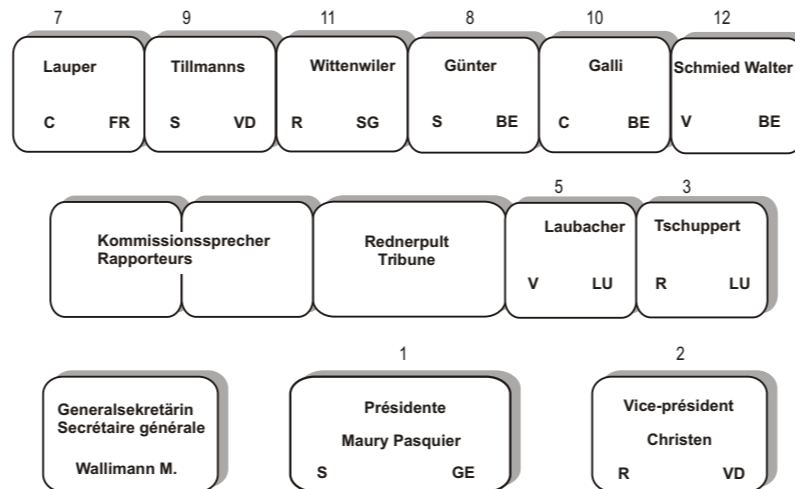 7 9 11 8 10 12
Lauper Tillmanns Wittenwiler Günter Galli Schmied Walter
C FR S VD R SG S BE C BE V BE
5 3
Kommissionssprecher
Rapporteurs
Rednerpult
Tribune
Laubacher
V LU
Tschuppert
R LU
1 2
Generalsekretärin
Secrétaire générale
Wallimann M.
Présidente
Maury Pasquier
S GE
Vice-président
Christen
R VD